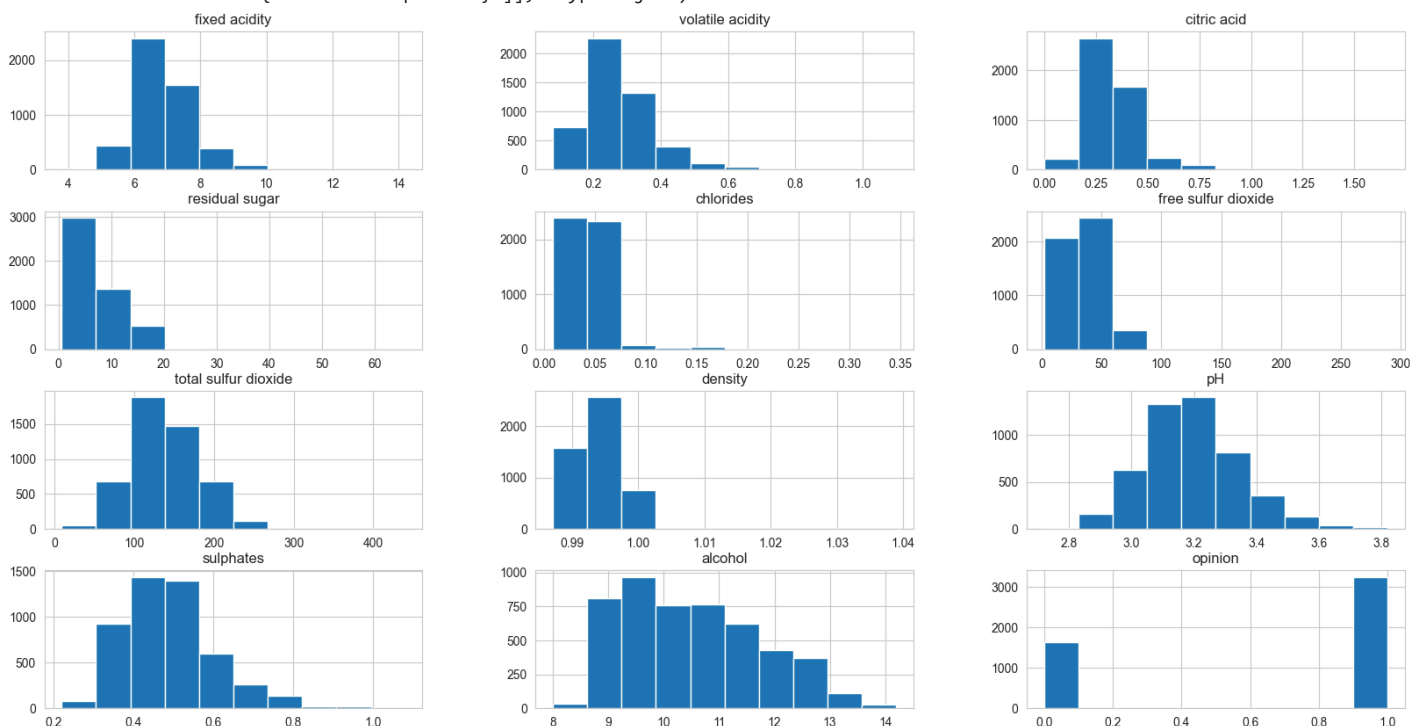 fixed acidity volatile acidity citric acid
2000
1000
0
4 6 8 10 12 14
2000
1500
1000
500
0
0.2 0.4 0.6 0.8 1.0
2000
1000
0
0.00 0.25 0.50 0.75 1.00 1.25 1.50
residual sugar chlorides free sulfur dioxide
3000
2000
1000
0
0 10 20 30 40 50 60
2000
1000
0
0.00 0.05 0.10 0.15 0.20 0.25 0.30 0.35
2000
1000
0
0 50 100 150 200 250 300
total sulfur dioxide density pH
1500
1000
500
0
0 100 200 300 400
2000
1000
0
0.99 1.00 1.01 1.02 1.03 1.04
1000
500
0
2.8 3.0 3.2 3.4 3.6 3.8
sulphates alcohol opinion
1500
1000
500
0
0.2 0.4 0.6 0.8 1.0
1000
750
500
250
0
8 9 10 11 12 13 14
3000
2000
1000
0
0.0 0.2 0.4 0.6 0.8 1.0